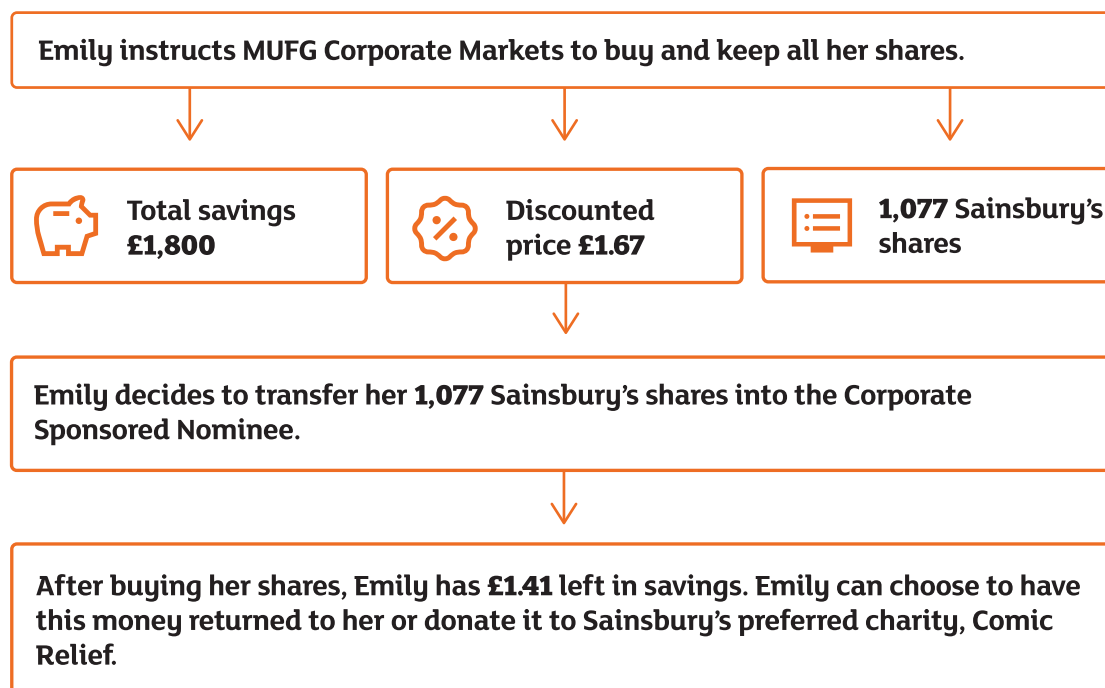 Emily instructs MUFG Corporate Markets to buy and keep all her shares.
Total savings
£1,800
Discounted
price £1.67
1,077 Sainsbury’s
shares
Emily decides to transfer her 1,077 Sainsbury’s shares into the Corporate
Sponsored Nominee.
After buying her shares, Emily has £1.41 left in savings. Emily can choose to have
this money returned to her or donate it to Sainsbury’s preferred charity, Comic
Relief.